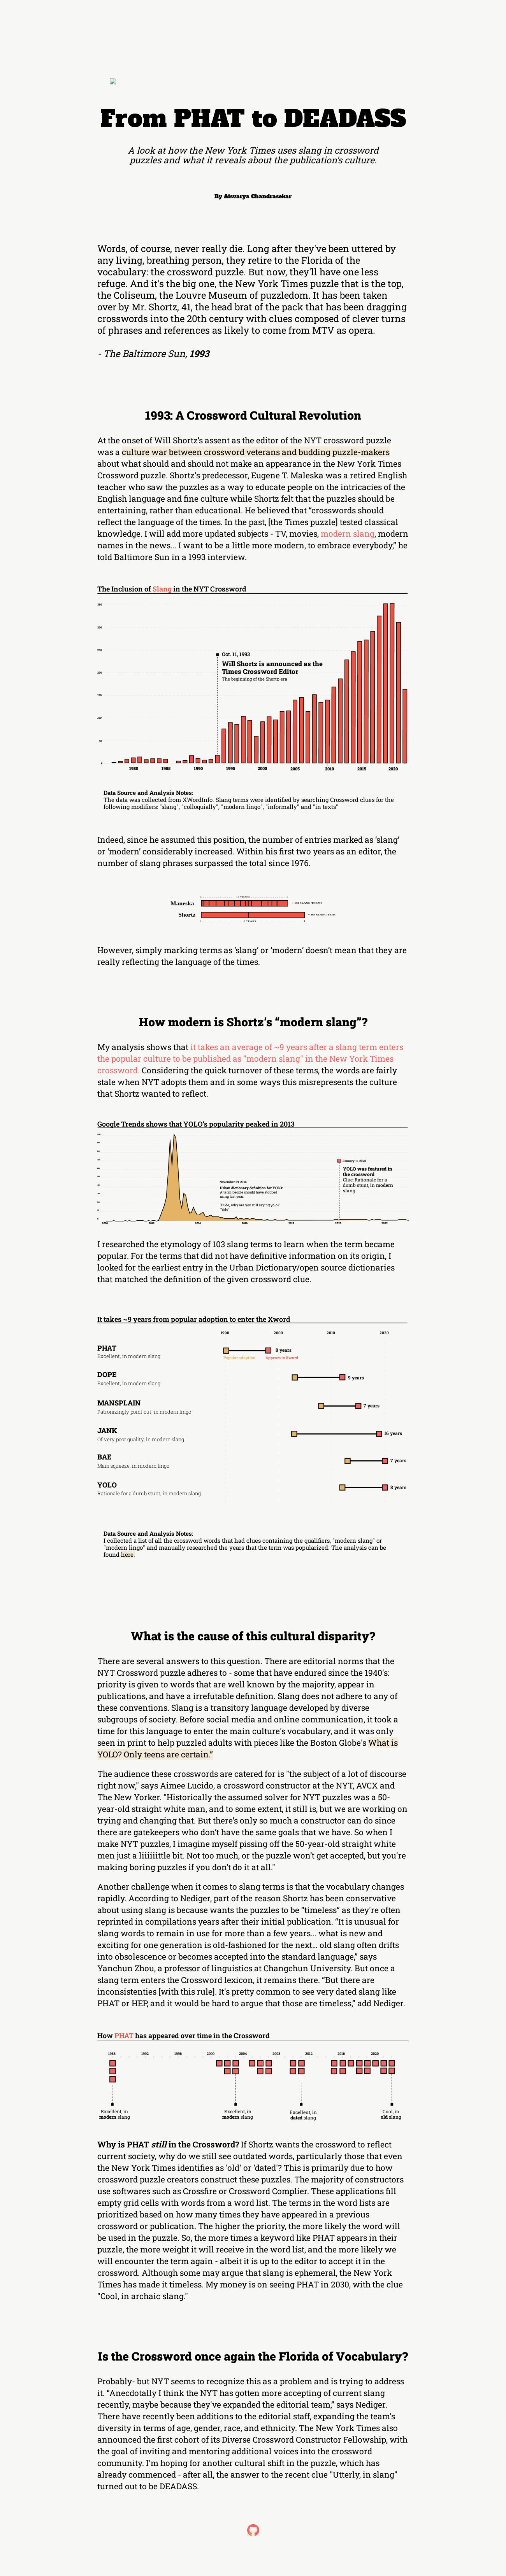 From PHAT to DEADASS
A look at how the New York Times uses slang in crossword
puzzles and what it reveals about the publication's culture.
By Aisvarya Chandrasekar
Words, of course, never really die. Long after they've been uttered by
any living, breathing person, they retire to the Florida of the
vocabulary: the crossword puzzle. But now, they'll have one less
refuge. And it's the big one, the New York Times puzzle that is the top,
the Coliseum, the Louvre Museum of puzzledom. It has been taken
over by Mr. Shortz, 41, the head brat of the pack that has been dragging
crosswords into the 20th century with clues composed of clever turns
of phrases and references as likely to come from MTV as opera.
- The Baltimore Sun, 1993
1993: A Crossword Cultural Revolution
At the onset of Will Shortz's assent as the editor of the NYT crossword puzzle
was a culture war between crossword veterans and budding puzzle-makers
about what should and should not make an appearance in the New York Times
Crossword puzzle. Shortz's predecessor, Eugene T. Maleska was a retired English
teacher who saw the puzzles as a way to educate people on the intricacies of the
English language and fine culture while Shortz felt that the puzzles should be
entertaining, rather than educational. He believed that “crosswords should
reflect the language of the times. In the past, [the Times puzzle] tested classical
knowledge. I will add more updated subjects - TV, movies, modern slang, modern
names in the news... I want to be a little more modern, to embrace everybody,” he
told Baltimore Sun in a 1993 interview.
The Inclusion of Slang in the NYT Crossword
350
300
250
200
150
100
50
0
Oct. 11, 1993
Will Shortz is announced as the
Times Crossword Editor
The beginning of the Shortz-era
1980 1985 1990 1995 2000 2005 2010 2015 2020
Data Source and Analysis Notes:
The data was collected from XWordInfo. Slang terms were identified by searching Crossword clues for the
following modifiers: "slang", "colloquially", "modern lingo", "informally" and "in texts"
Indeed, since he assumed this position, the number of entries marked as ‘slang’
or ‘modern’ considerably increased. Within his first two years as an editor, the
number of slang phrases surpassed the total since 1976.
Maneska
Shortz
However, simply marking terms as ‘slang’ or ‘modern’ doesn’t mean that they are
really reflecting the language of the times.
How modern is Shortz’s “modern slang”?
My analysis shows that it takes an average of ~9 years after a slang term enters
the popular culture to be published as "modern slang" in the New York Times
crossword. Considering the quick turnover of these terms, the words are fairly
stale when NYT adopts them and in some ways this misrepresents the culture
that Shortz wanted to reflect.
Google Trends shows that YOLO's popularity peaked in 2013
November 30, 2014
Urban dictionary definition for YOLO
A term people should have stopped
using last year
"Dude, why are you still saying yolo?"
"Yolo"
January 11, 2020
YOLO was featured in
the crossword
Clue: Rationale for a
dumb stunt, in modern
slang
2010 2012 2014 2016 2018 2020 2022
I researched the etymology of 103 slang terms to learn when the term became
popular. For the terms that did not have definitive information on its origin, I
looked for the earliest entry in the Urban Dictionary/open source dictionaries
that matched the definition of the given crossword clue.
It takes ~9 years from popular adoption to enter the Xword
1990 2000 2010 2020
PHAT
Excellent, in modern slang
8 years
Popular adoption
Appears in Xword
DOPE
Excellent, in modern slang
9 years
MANSPLAIN
Patronizingly point out, in modern lingo
7 years
JANK
Of very poor quality, in modern slang
16 years
BAE
Main squeeze, in modern lingo
7 years
YOLO
Rationale for a dumb stunt, in modern slang
8 years
Data Source and Analysis Notes:
I collected a list of all the crossword words that had clues containing the qualifiers, "modern slang" or
"modern lingo" and manually researched the years that the term was popularized. The analysis can be
found here.
What is the cause of this cultural disparity?
There are several answers to this question. There are editorial norms that the
NYT Crossword puzzle adheres to - some that have endured since the 1940's:
priority is given to words that are well known by the majority, appear in
publications, and have a irrefutable definition. Slang does not adhere to any of
these conventions. Slang is a transitory language developed by diverse
subgroups of society. Before social media and online communication, it took a
time for this language to enter the main culture's vocabulary, and it was only
seen in print to help puzzled adults with pieces like the Boston Globe's What is
YOLO? Only teens are certain."
The audience these crosswords are catered for is "the subject of a lot of discourse
right now," says Aimee Lucido, a crossword constructor at the NYT, AVCX and
The New Yorker. "Historically the assumed solver for NYT puzzles was a 50-
year-old straight white man, and to some extent, it still is, but we are working on
trying and changing that. But there's only so much a constructor can do since
there are gatekeepers who don’t have the same goals that we have. So when I
make NYT puzzles, I imagine myself pissing off the 50-year-old straight white
men just a liiiiiittle bit. Not too much, or the puzzle won’t get accepted, but you're
making boring puzzles if you don’t do it at all."
Another challenge when it comes to slang terms is that the vocabulary changes
rapidly. According to Nediger, part of the reason Shortz has been conservative
about using slang is because wants the puzzles to be “timeless” as they're often
reprinted in compilations years after their initial publication. “It is unusual for
slang words to remain in use for more than a few years... what is new and
exciting for one generation is old-fashioned for the next... old slang often drifts
into obsolescence or becomes accepted into the standard language,” says
Yanchun Zhou, a professor of linguistics at Changchun University. But once a
slang term enters the Crossword lexicon, it remains there. “But there are
inconsistencies [with this rule]. It's pretty common to see very dated slang like
PHAT or HEP, and it would be hard to argue that those are timeless,” add Nediger.
How PHAT has appeared over time in the Crossword
1988 1992 1996 2000 2004 2008 2012 2016 2020
Excellent, in
modern slang
Excellent, in
modern slang
Excellent, in
dated slang
Cool, in
old slang
Why is PHAT still in the Crossword? If Shortz wants the crossword to reflect
current society, why do we still see outdated words, particularly those that even
the New York Times identifies as 'old' or 'dated'? This is primarily due to how
crossword puzzle creators construct these puzzles. The majority of constructors
use softwares such as Crossfire or Crossword Complier. These applications fill
empty grid cells with words from a word list. The terms in the word lists are
prioritized based on how many times they have appeared in a previous
crossword or publication. The higher the priority, the more likely the word will
be used in the puzzle. So, the more times a keyword like PHAT appears in their
puzzle, the more weight it will receive in the word list, and the more likely we
will encounter the term again - albeit it is up to the editor to accept it in the
crossword. Although some may argue that slang is ephemeral, the New York
Times has made it timeless. My money is on seeing PHAT in 2030, with the clue
"Cool, in archaic slang."
Is the Crossword once again the Florida of Vocabulary?
Probably- but NYT seems to recognize this as a problem and is trying to address
it. “Anecdotally I think the NYT has gotten more accepting of current slang
recently, maybe because they've expanded the editorial team,” says Nediger.
There have recently been additions to the editorial staff, expanding the team's
diversity in terms of age, gender, race, and ethnicity. The New York Times also
announced the first cohort of its Diverse Crossword Constructor Fellowship, with
the goal of inviting and mentoring additional voices into the crossword
community. I'm hoping for another cultural shift in the puzzle, which has
already commenced - after all, the answer to the recent clue "Utterly, in slang"
turned out to be DEADASS.